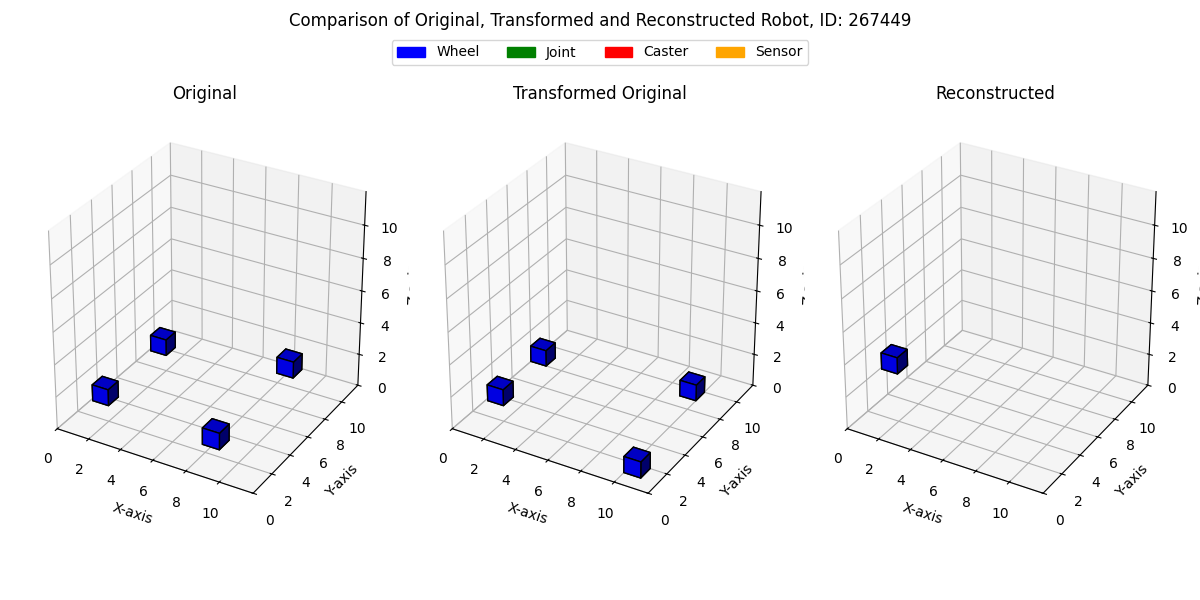 Comparison of Original, Transformed and Reconstructed Robot, ID: 267449
Wheel Joint Caster Sensor
Original Transformed Original Reconstructed
10 10 10
8 8 8
6 6 6
4 4 4
2 2 2
0 0 0
10 10 10
8 8 8
6 6 6
4 4 4
2 2 2
0 0 0
0 2 4 6 8 10 0 2 4 6 8 10 0 2 4 6 8 10
X-axis Y-axis X-axis Y-axis X-axis Y-axis